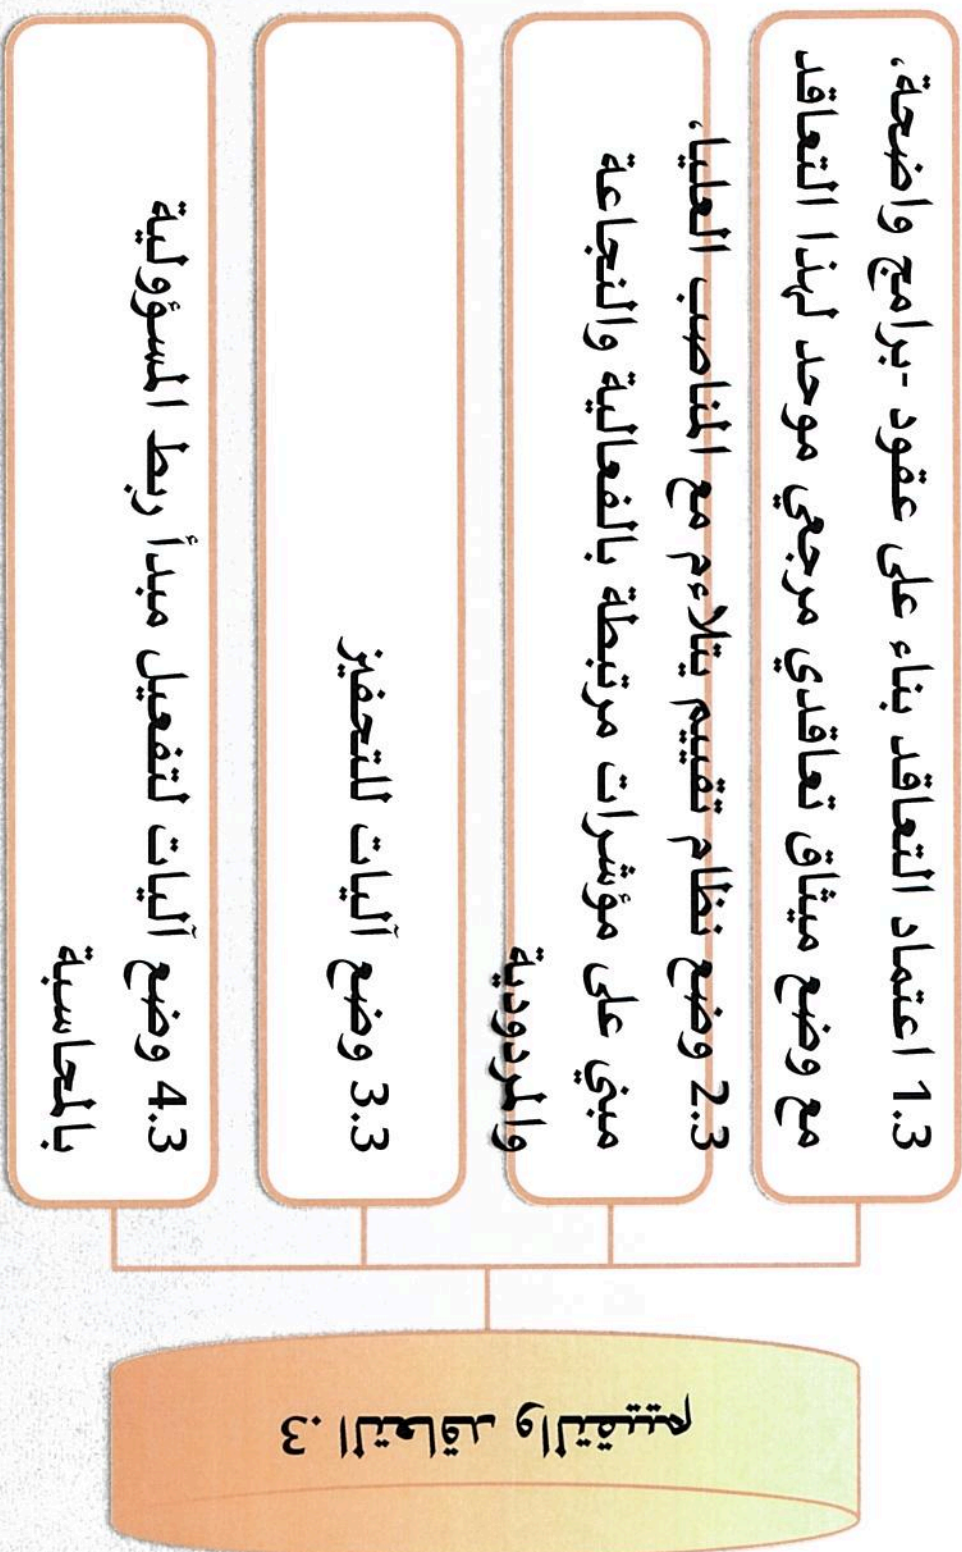 3. التعاقد والتقييم
1.3 اعتماد التعاقد بناء على عقود -برامج واضحة،
مع وضع ميثاق تعاقدي مرجعي موحد لهذا التعاقد
2.3 وضع نظام تقييم يتلاءم مع المناصب العليا،
مبني على مؤشرات مرتبطة بالفعالية والنجاعة
والمردودية
3.3 وضع آليات للتحفيز
4.3 وضع آليات لتفعيل مبدأ ربط المسؤولية
بالمحاسبة